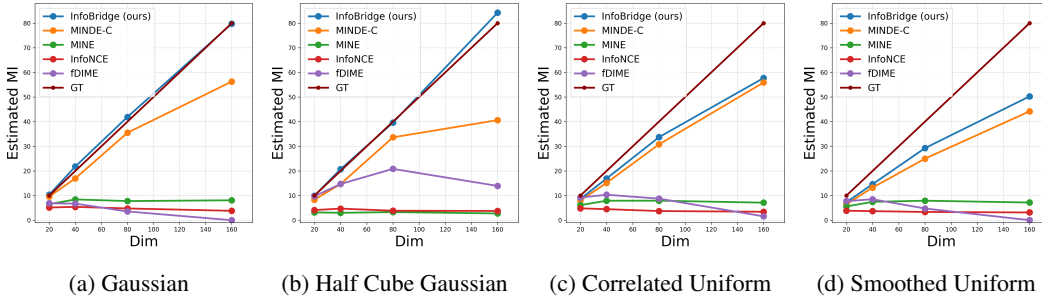 Estimated MI
80
70
60
50
40
30
20
10
0
InfoBridge (ours)
MINDE-C
MINE
InfoNCE
fDIME
GT
20 40 60 80 100 120 140 160
Dim
(a) Gaussian
Estimated MI
80
70
60
50
40
30
20
10
0
InfoBridge (ours)
MINDE-C
MINE
InfoNCE
fDIME
GT
20 40 60 80 100 120 140 160
Dim
(b) Half Cube Gaussian
Estimated MI
80
70
60
50
40
30
20
10
0
InfoBridge (ours)
MINDE-C
MINE
InfoNCE
fDIME
GT
20 40 60 80 100 120 140 160
Dim
(c) Correlated Uniform
Estimated MI
80
70
60
50
40
30
20
10
0
InfoBridge (ours)
MINDE-C
MINE
InfoNCE
fDIME
GT
20 40 60 80 100 120 140 160
Dim
(d) Smoothed Uniform